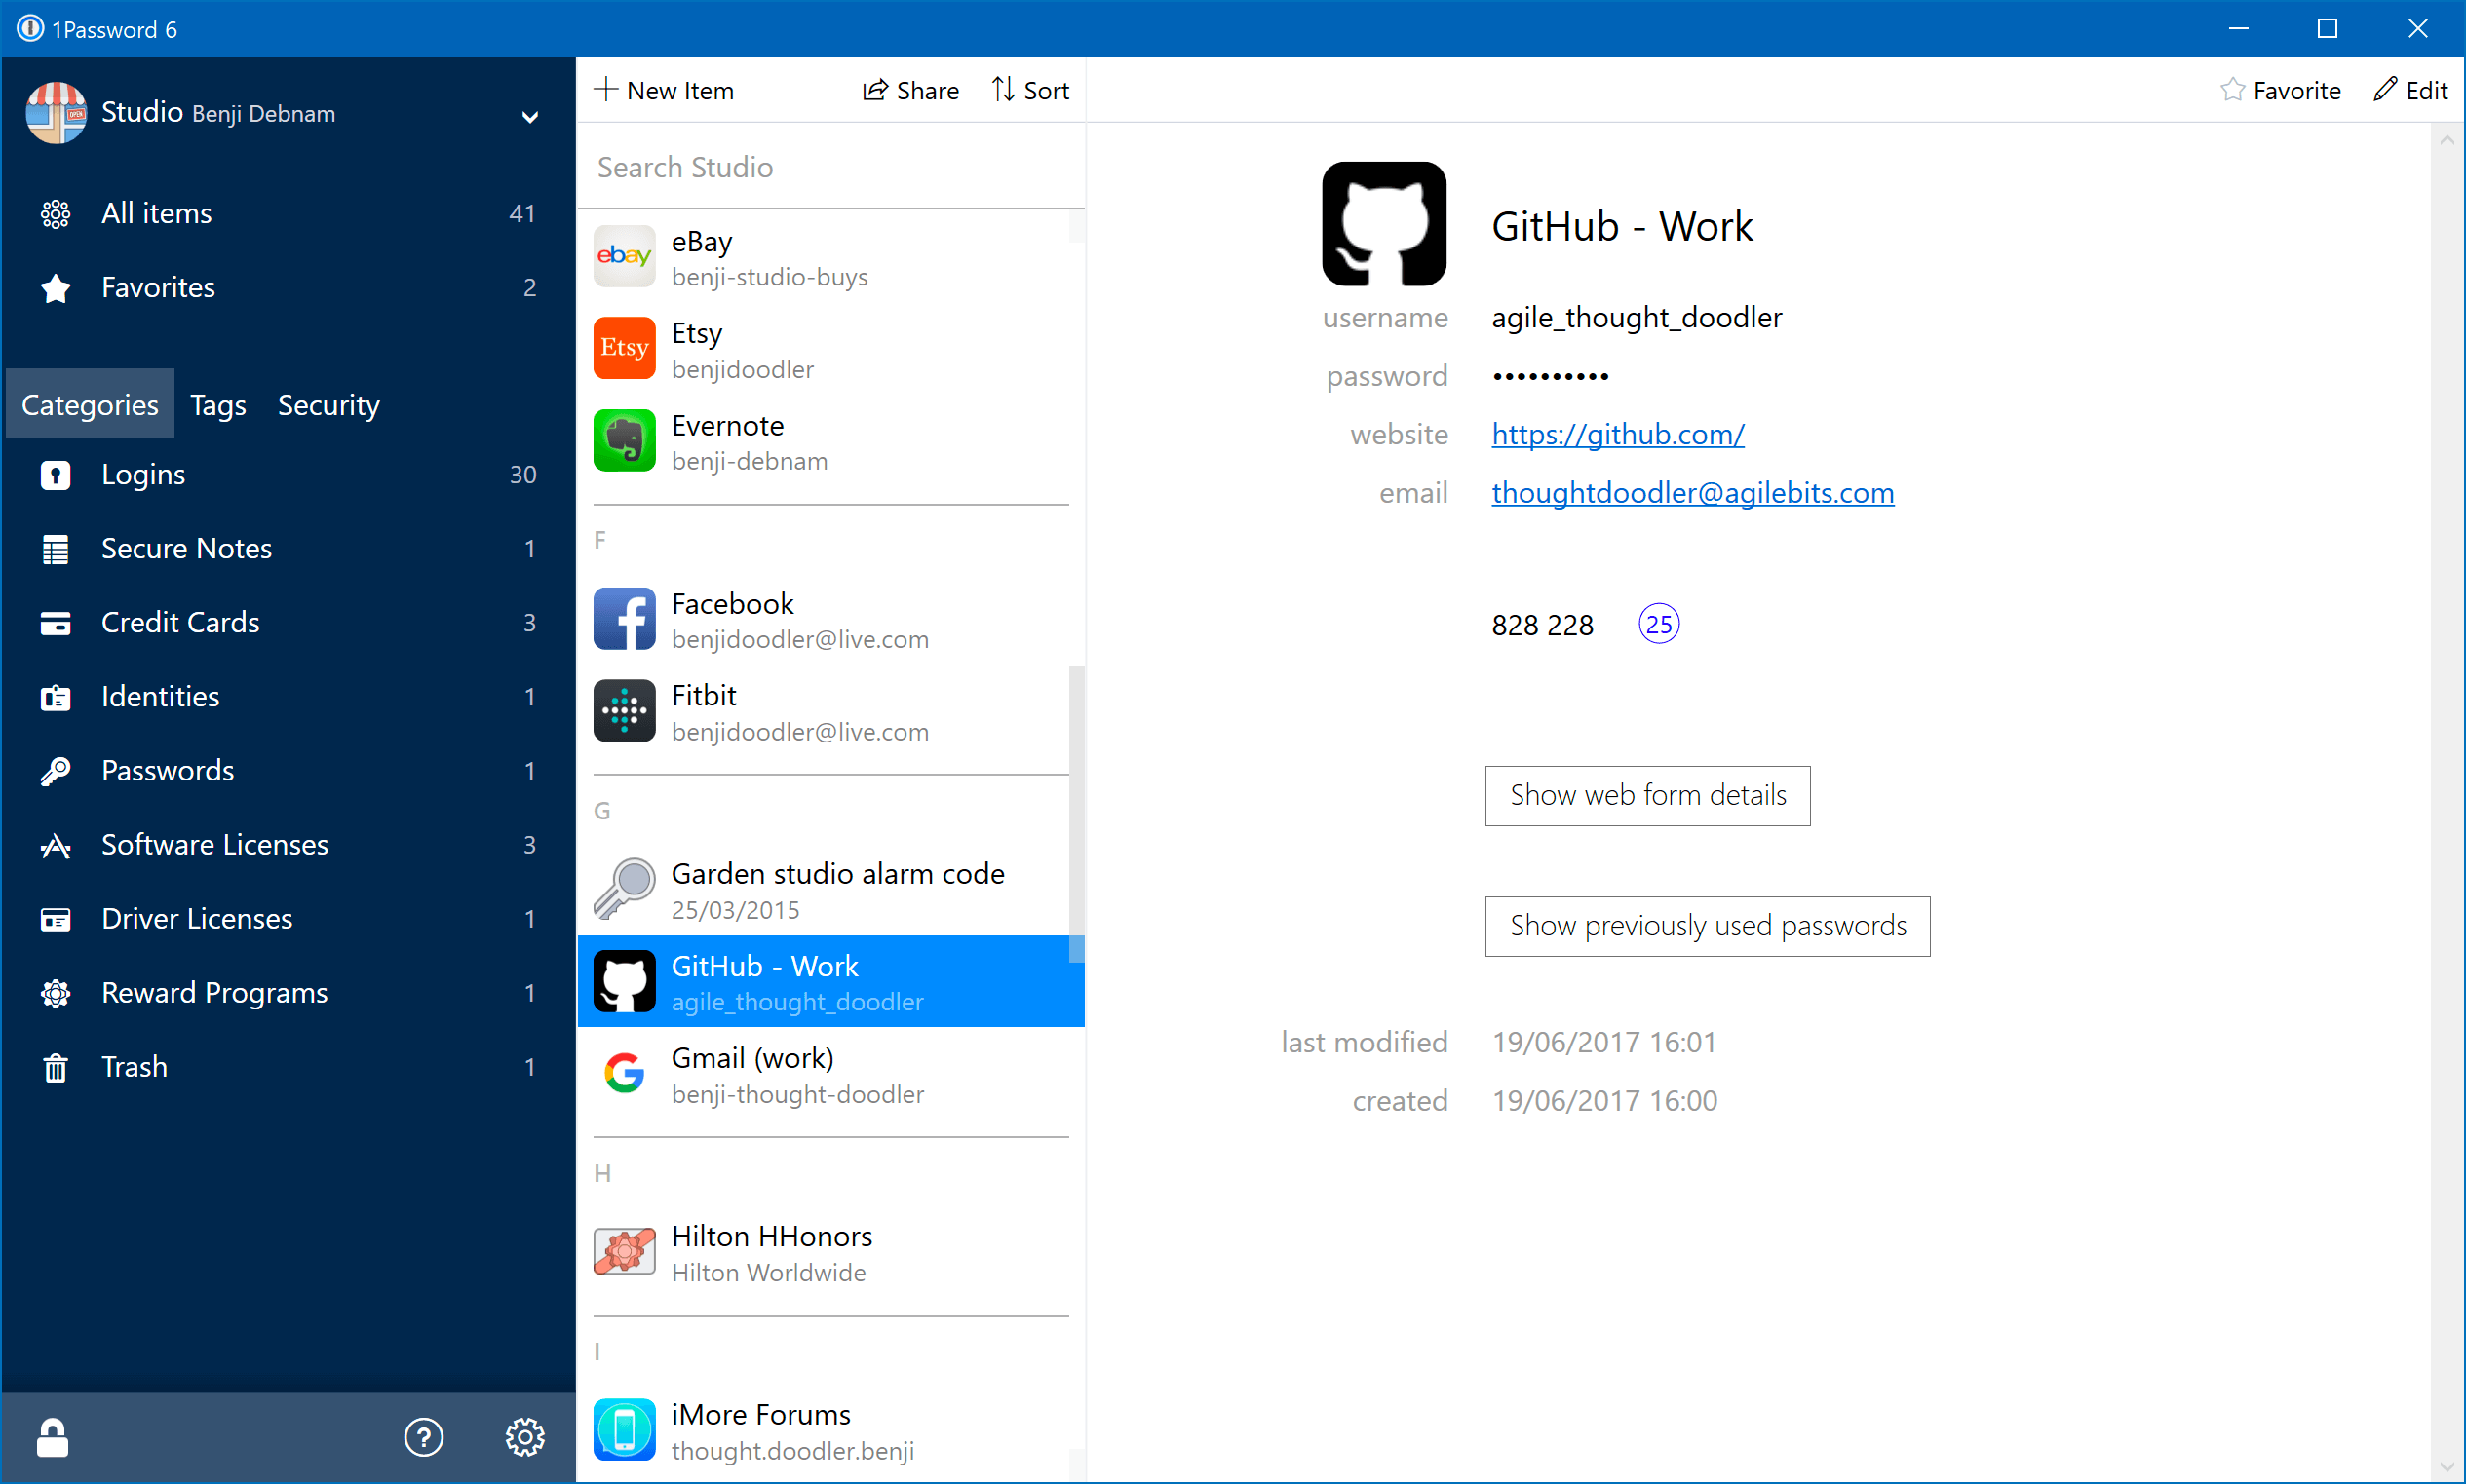 1Password 6
Studio Benji Debnam
OPEN
All items 41
Favorites 2
Categories Tags Security
Logins 30
Secure Notes 1
Credit Cards 3
Identities 1
Passwords 1
Software Licenses 3
Driver Licenses 1
Reward Programs 1
Trash 1
?
New Item Share Sort
Search Studio
ebay
eBay
benji-studio-buys
Etsy
Etsy
benjidoodler
Evernote
benji-debnam
F
Facebook
benjidoodler@live.com
Fitbit
benjidoodler@live.com
G
Garden studio alarm code
25/03/2015
GitHub - Work
agile_thought_doodler
Gmail (work)
benji-thought-doodler
H
Hilton HHonors
Hilton Worldwide
I
iMore Forums
thought.doodler.benji
Favorite Edit
GitHub - Work
username agile_thought_doodler
password ••••••••••
website https://github.com/
email thoughtdoodler@agilebits.com
828 228 25
Show web form details
Show previously used passwords
last modified 19/06/2017 16:01
created 19/06/2017 16:00